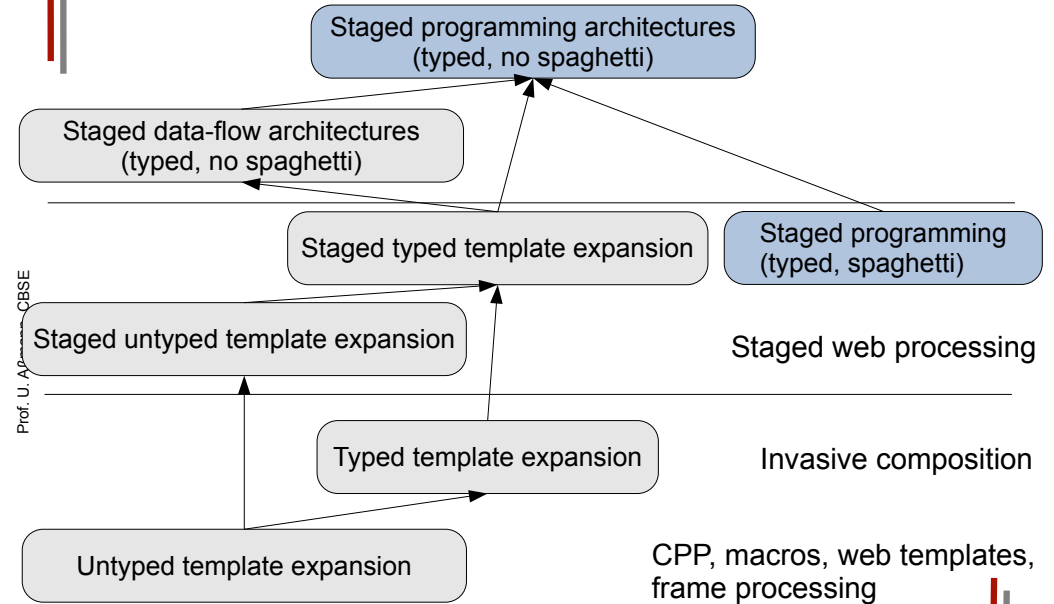 Staged programming architectures
(typed, no spaghetti)
Staged data-flow architectures
(typed, no spaghetti)
Staged typed template expansion
Staged programming
(typed, spaghetti)
Staged untyped template expansion
Staged web processing
Typed template expansion
Invasive composition
Untyped template expansion
CPP, macros, web templates,
frame processing
Prof. U. Aßmann, CBSE